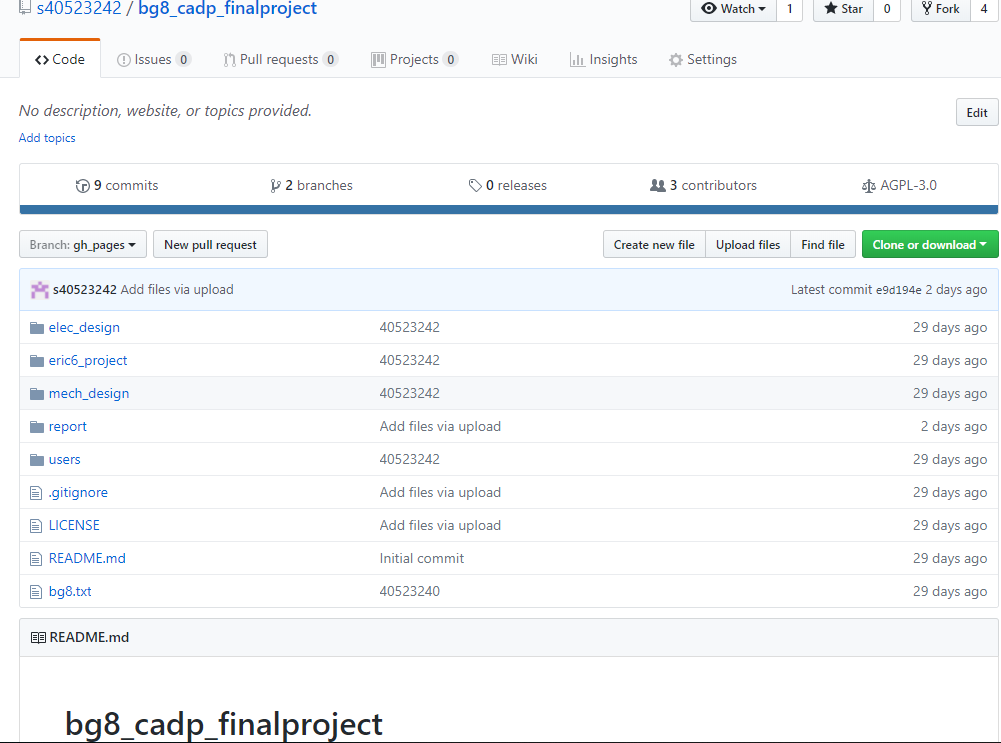 s40523242 / bg8_cadp_finalproject Watch 1 Star 0 Fork 4
Code Issues 0 Pull requests 0 Projects 0 Wiki Insights Settings
No description, website, or topics provided. Edit
Add topics
9 commits 2 branches 0 releases 3 contributors AGPL-3.0
Branch: gh_pages New pull request Create new file Upload files Find file Clone or download
s40523242 Add files via upload Latest commit e9d194e 2 days ago
elec_design 40523242 29 days ago
eric6_project 40523242 29 days ago
mech_design 40523242 29 days ago
report Add files via upload 2 days ago
users 40523242 29 days ago
.gitignore Add files via upload 29 days ago
LICENSE Add files via upload 29 days ago
README.md Initial commit 29 days ago
bg8.txt 40523240 29 days ago
README.md
bg8_cadp_finalproject